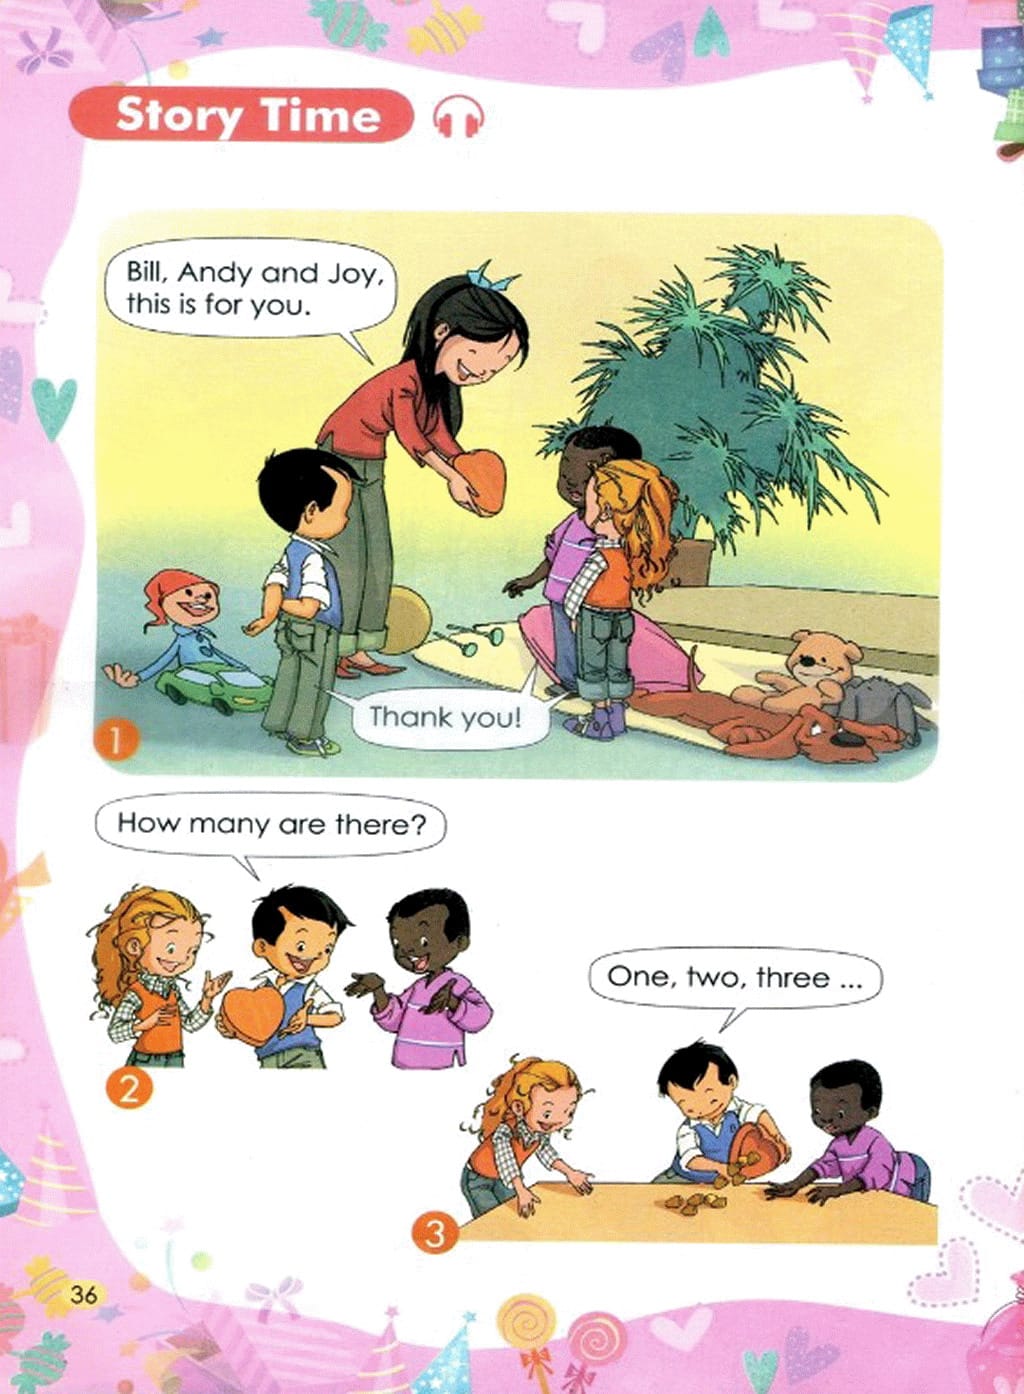 Story Time
Bill, Andy and Joy,
this is for you.
Thank you!
1
How many are there?
2
One, two, three ...
3
36